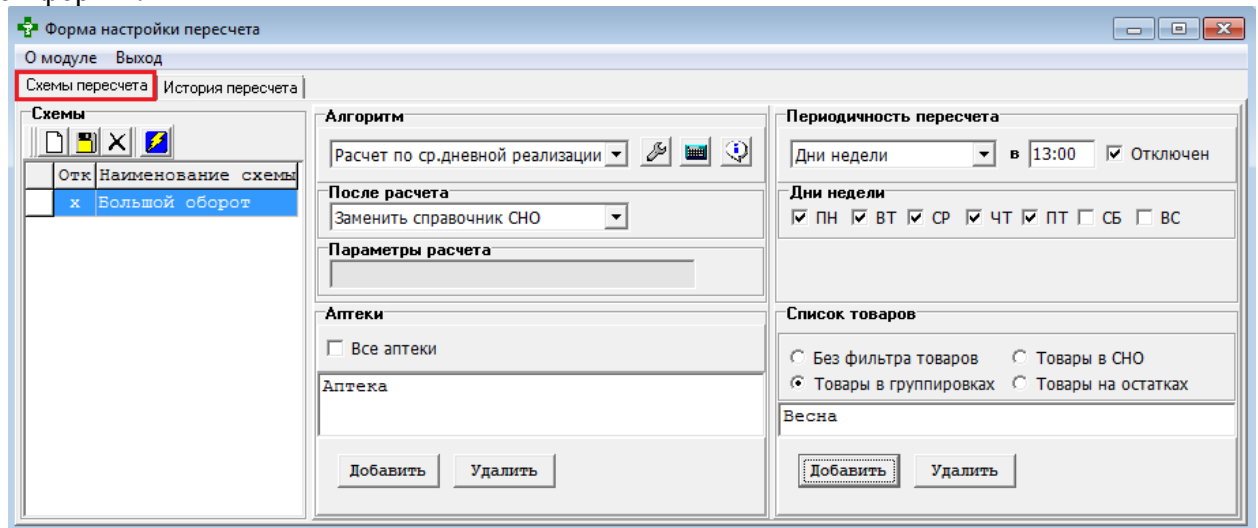 Форма настройки пересчета
О модуле Выход
Схемы пересчета История пересчета
Схемы
Отк Наименование схемы
x Большой оборот
Алгоритм
Расчет по ср.дневной реализации
После расчета
Заменить справочник СНО
Параметры расчета
Аптеки
Все аптеки
Аптека
Добавить Удалить
Периодичность пересчета
Дни недели в 13:00 Отключен
Дни недели
ПН ВТ СР ЧТ ПТ СБ ВС
Список товаров
Без фильтра товаров Товары в СНО
Товары в группировках Товары на остатках
Весна
Добавить Удалить